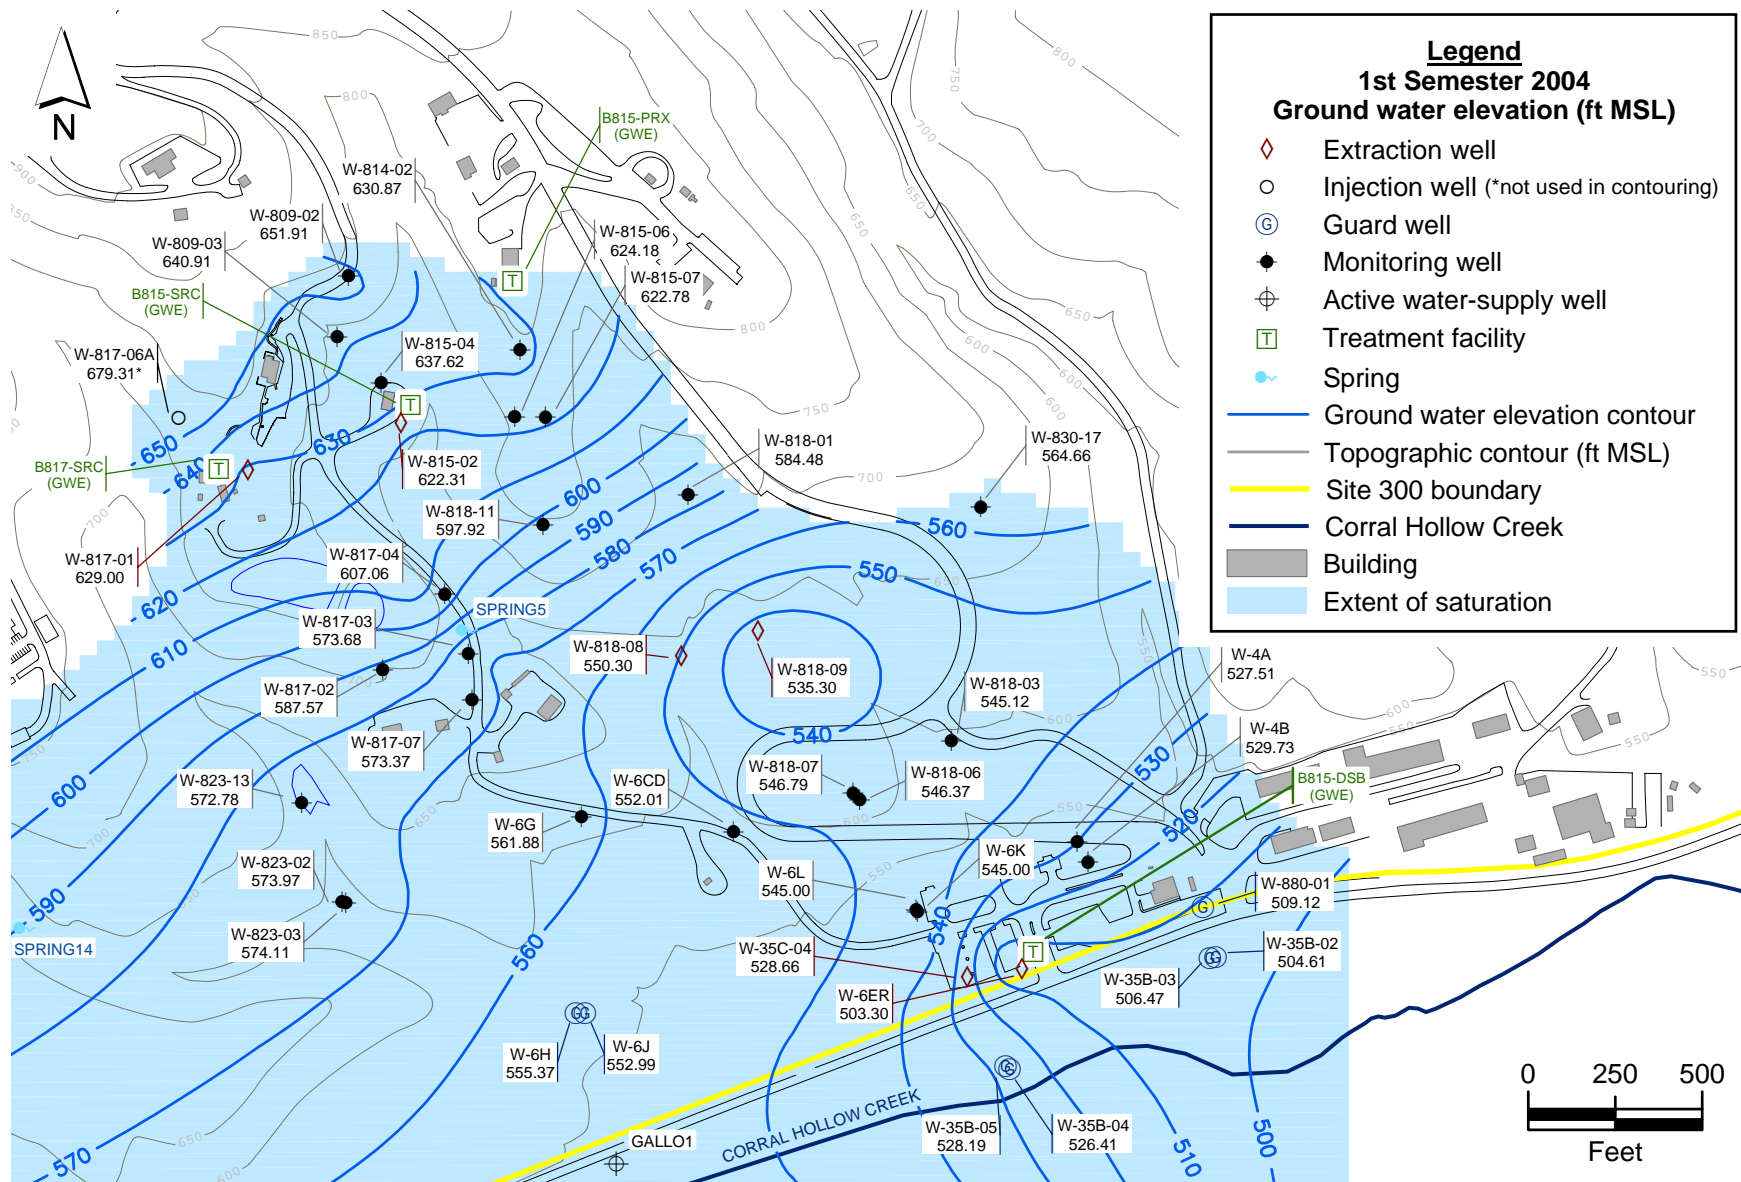 Legend
1st Semester 2004
Ground water elevation (ft MSL)
Extraction well
Injection well (*not used in contouring)
Guard well
Monitoring well
Active water-supply well
Treatment facility
Spring
Ground water elevation contour
Topographic contour (ft MSL)
Site 300 boundary
Corral Hollow Creek
Building
Extent of saturation
G
T
N
B815-PRX
(GWE)
W-814-02
630.87
W-809-02
651.91
W-809-03
640.91
B815-SRC
(GWE)
W-815-06
624.18
W-815-07
622.78
W-817-06A
679.31*
W-815-04
637.62
W-818-01
584.48
W-830-17
564.66
B817-SRC
(GWE)
W-815-02
622.31
W-818-11
597.92
W-817-01
629.00
W-817-04
607.06
SPRING5
W-817-03
573.68
W-818-08
550.30
W-818-09
535.30
W-818-03
545.12
W-4A
527.51
W-817-02
587.57
W-817-07
573.37
W-4B
529.73
W-823-13
572.78
W-6CD
552.01
W-818-07
546.79
W-818-06
546.37
B815-DSB
(GWE)
W-6G
561.88
W-823-02
573.97
W-6L
545.00
W-6K
545.00
W-880-01
509.12
W-823-03
574.11
SPRING14
W-35C-04
528.66
W-35B-02
504.61
W-35B-03
506.47
W-6ER
503.30
W-6H
555.37
W-6J
552.99
W-35B-05
528.19
W-35B-04
526.41
GALLO1
CORRAL HOLLOW CREEK
650
640
630
620
610
600
590
580
570
560
550
540
530
520
510
500
600
590
570
560
540
850
800
750
700
650
600
550
900
0 250 500
Feet